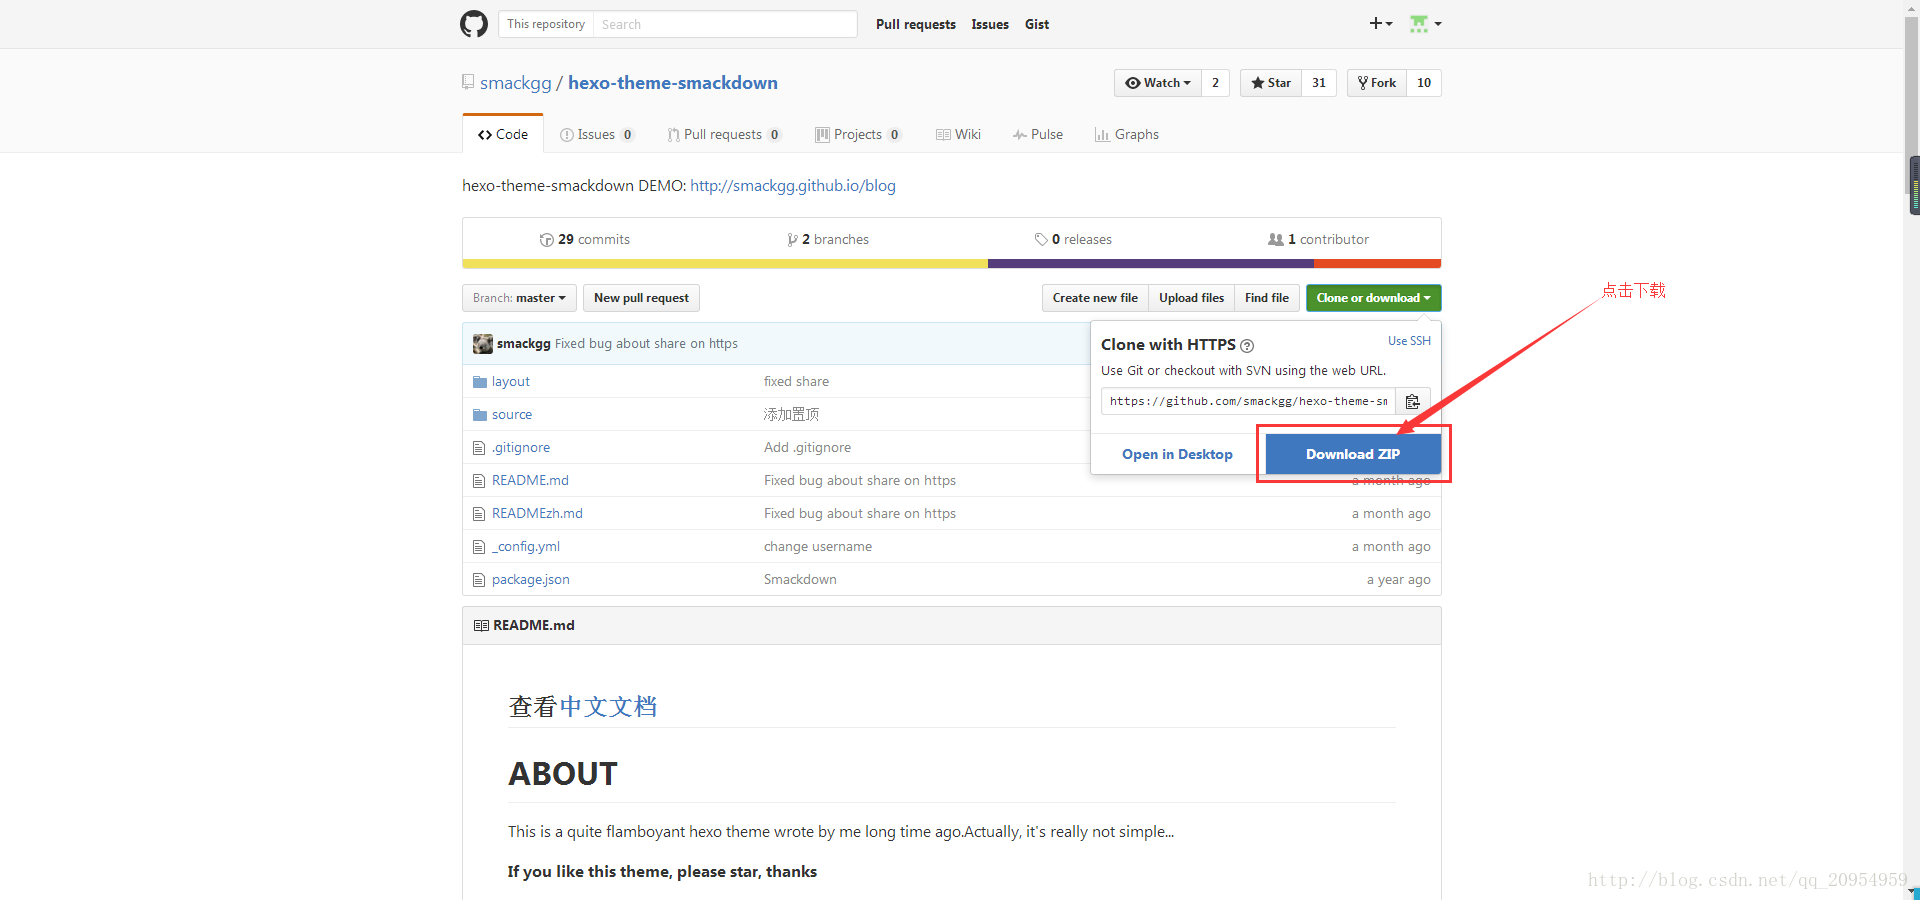 This repository Search Pull requests Issues Gist
smackgg / hexo-theme-smackdown Watch 2 Star 31 Fork 10
Code Issues 0 Pull requests 0 Projects 0 Wiki Pulse Graphs
hexo-theme-smackdown DEMO: http://smackgg.github.io/blog
29 commits 2 branches 0 releases 1 contributor
点击下载
Branch: master New pull request Create new file Upload files Find file Clone or download
smackgg Fixed bug about share on https
Clone with HTTPS Use SSH
Use Git or checkout with SVN using the web URL.
https://github.com/smackgg/hexo-theme-sm
Open in Desktop Download ZIP
layout fixed share
source 添加置顶
.gitignore Add .gitignore
README.md Fixed bug about share on https a month ago
READMEzh.md Fixed bug about share on https a month ago
_config.yml change username a month ago
package.json Smackdown a year ago
README.md
查看中文文档
ABOUT
This is a quite flamboyant hexo theme wrote by me long time ago.Actually, it's really not simple...
If you like this theme, please star, thanks
http://blog.csdn.net/qq_20954959